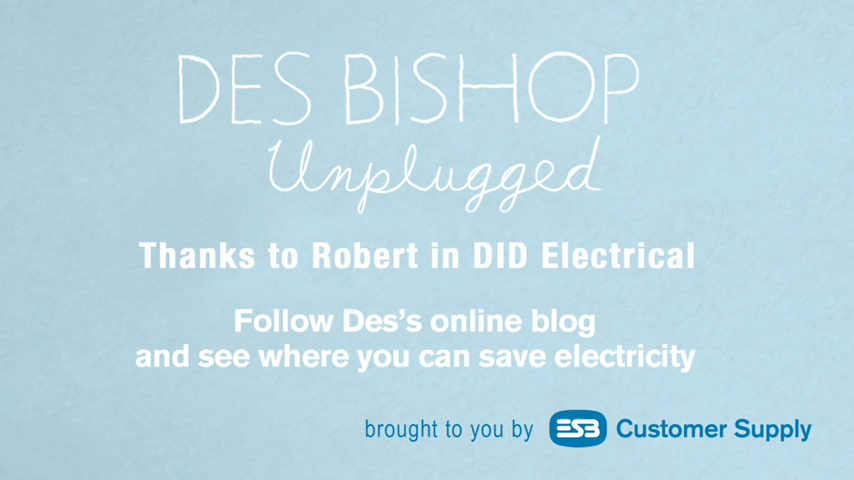 DES BISHOP
Unplugged
Thanks to Robert in DID Electrical
Follow Des's online blog
and see where you can save electricity
brought to you by ESB Customer Supply